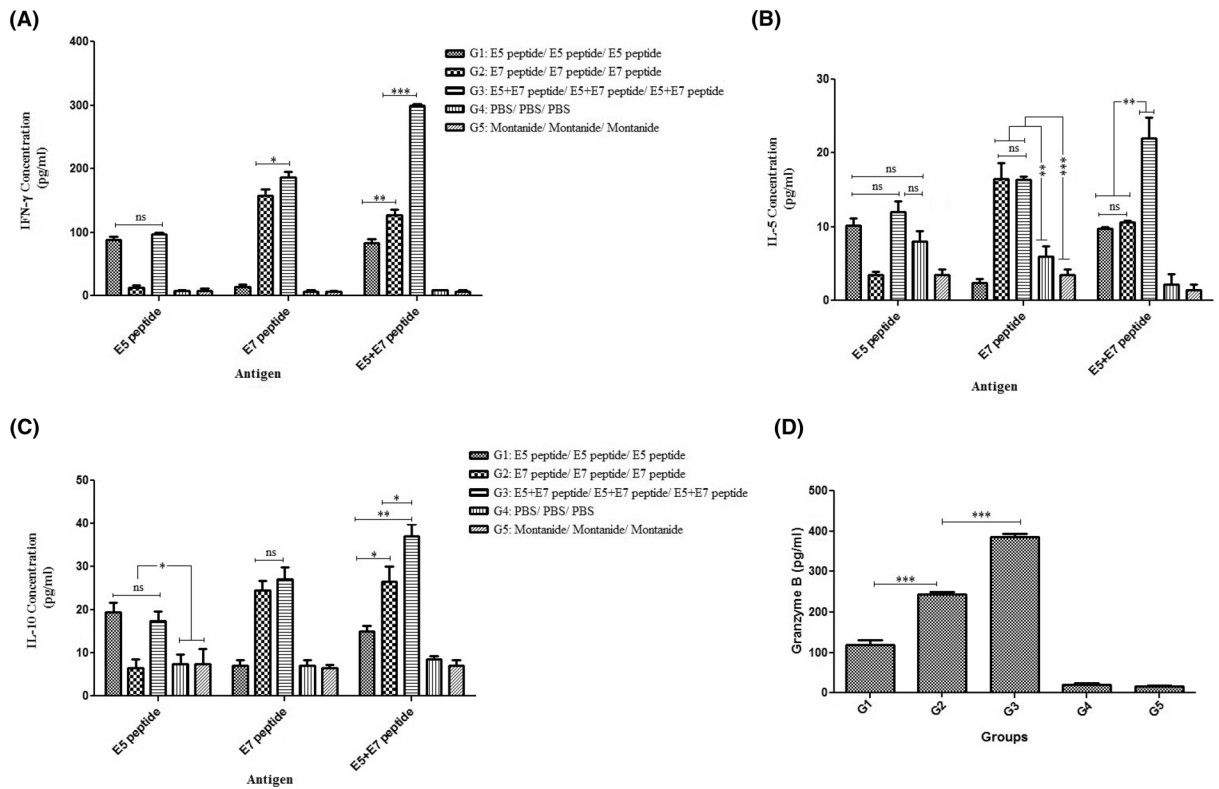 (A)
IFN-γ Concentration
(pg/ml)
400
300
200
100
0
ns
*
**
***
E5 peptide
E7 peptide
E5+E7 peptide
Antigen
G1: E5 peptide/ E5 peptide/ E5 peptide
G2: E7 peptide/ E7 peptide/ E7 peptide
G3: E5+E7 peptide/ E5+E7 peptide/ E5+E7 peptide
G4: PBS/ PBS/ PBS
G5: Montanide/ Montanide/ Montanide
(B)
IL-5 Concentration
(pg/ml)
30
20
10
0
ns
ns
ns
ns
**
***
ns
**
E5 peptide
E7 peptide
E5+E7 peptide
Antigen
(C)
IL-10 Concentration
(pg/ml)
50
40
30
20
10
0
*
ns
ns
*
**
*
E5 peptide
E7 peptide
E5+E7 peptide
Antigen
G1: E5 peptide/ E5 peptide/ E5 peptide
G2: E7 peptide/ E7 peptide/ E7 peptide
G3: E5+E7 peptide/ E5+E7 peptide/ E5+E7 peptide
G4: PBS/ PBS/ PBS
G5: Montanide/ Montanide/ Montanide
(D)
Granzyme B (pg/ml)
500
400
300
200
100
0
***
***
G1
G2
G3
G4
G5
Groups